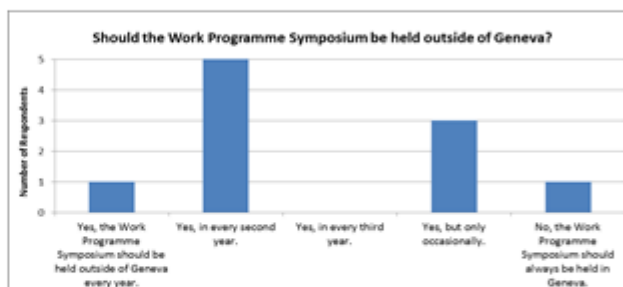 Should the Work Programme Symposium be held outside of Geneva?
Number of Respondents
5
4
3
2
1
0
Yes, the Work
Programme
Symposium should be
held outside of Geneva
every year.
Yes, in every second
year.
Yes, in every third
year.
Yes, but only
occasionally.
No, the Work
Programme
Symposium should
always be held in
Geneva.